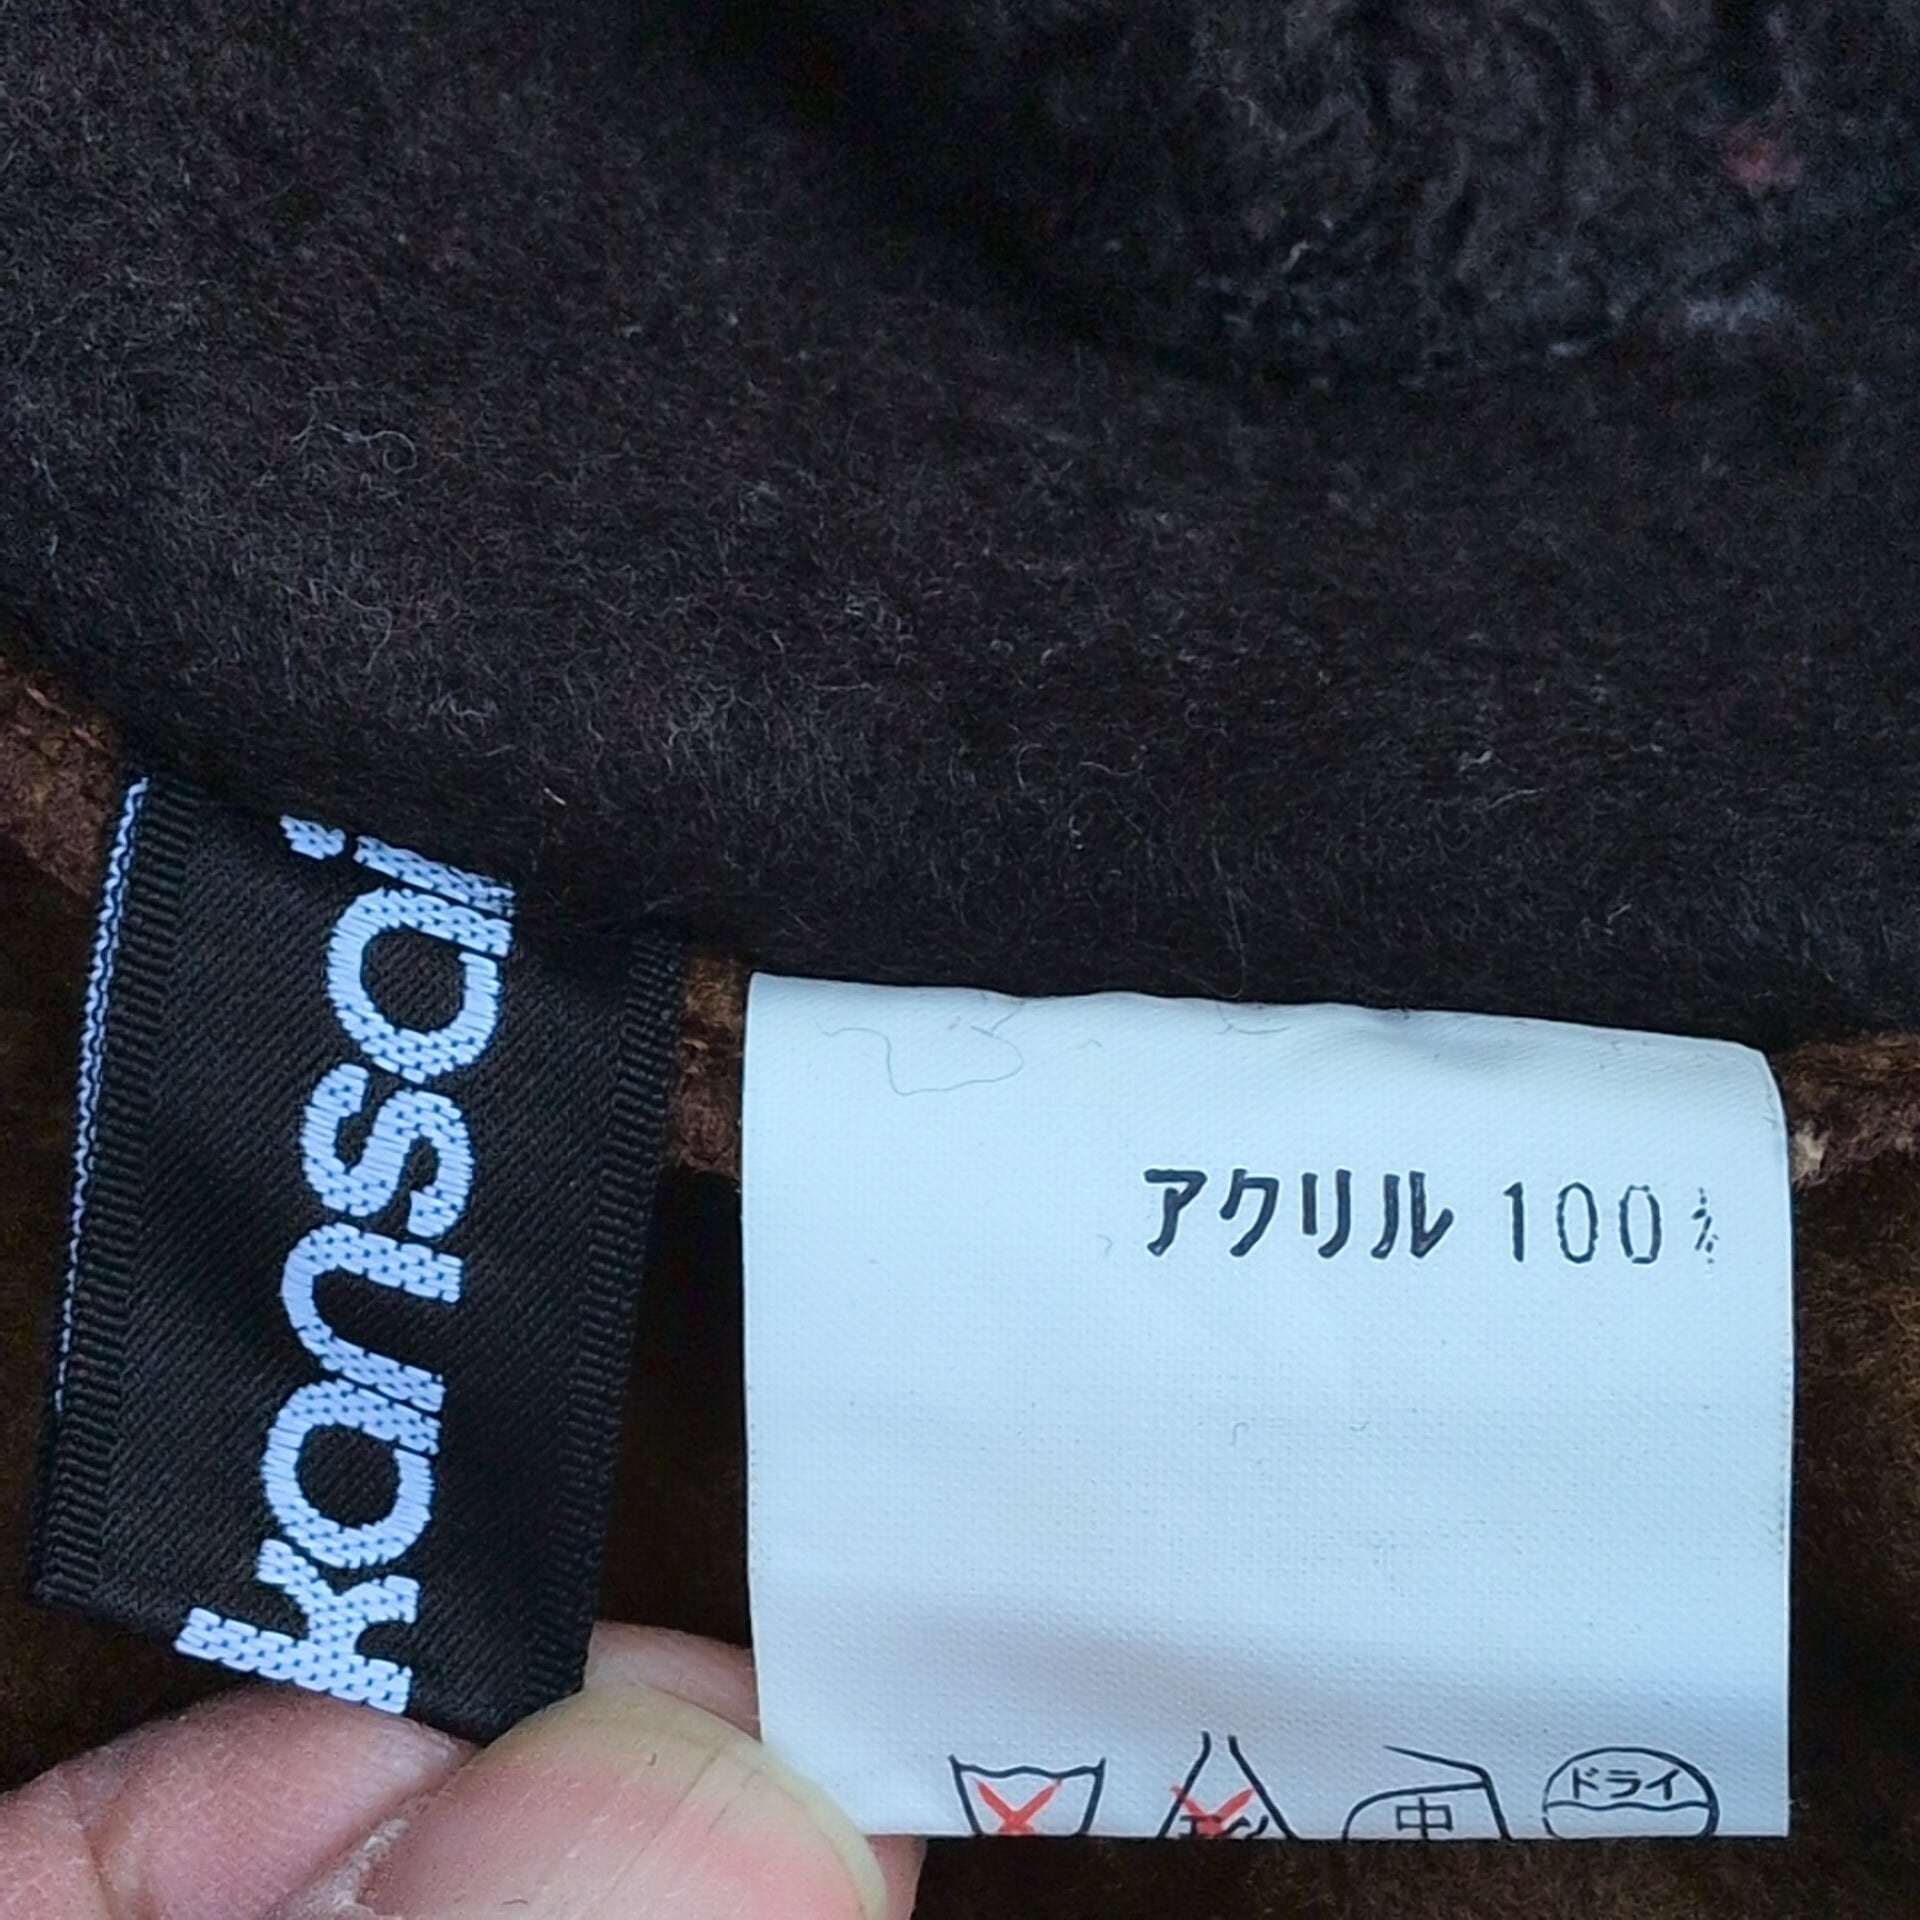 kansai
アクリル 100%
中
ドライ